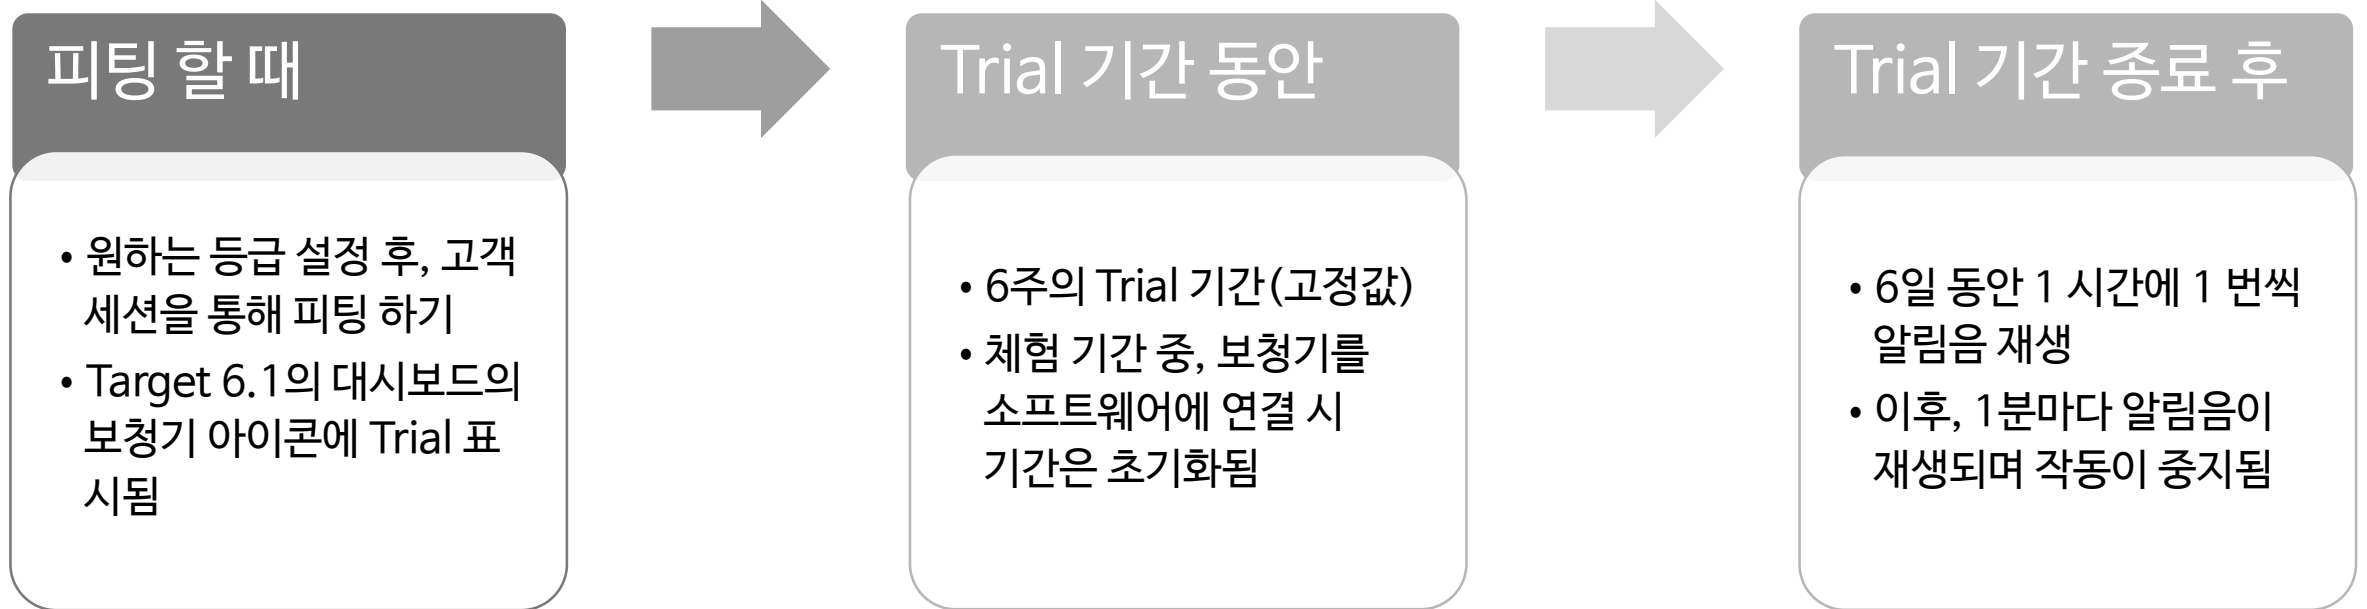 피팅 할 때
• 원하는 등급 설정 후, 고객
세션을 통해 피팅 하기
• Target 6.1의 대시보드의
보청기 아이콘에 Trial 표
시됨
Trial 기간 동안
• 6주의 Trial 기간(고정값)
• 체험 기간 중, 보청기를
소프트웨어에 연결 시
기간은 초기화됨
Trial 기간 종료 후
• 6일 동안 1 시간에 1 번씩
알림음 재생
• 이후, 1분마다 알림음이
재생되며 작동이 중지됨